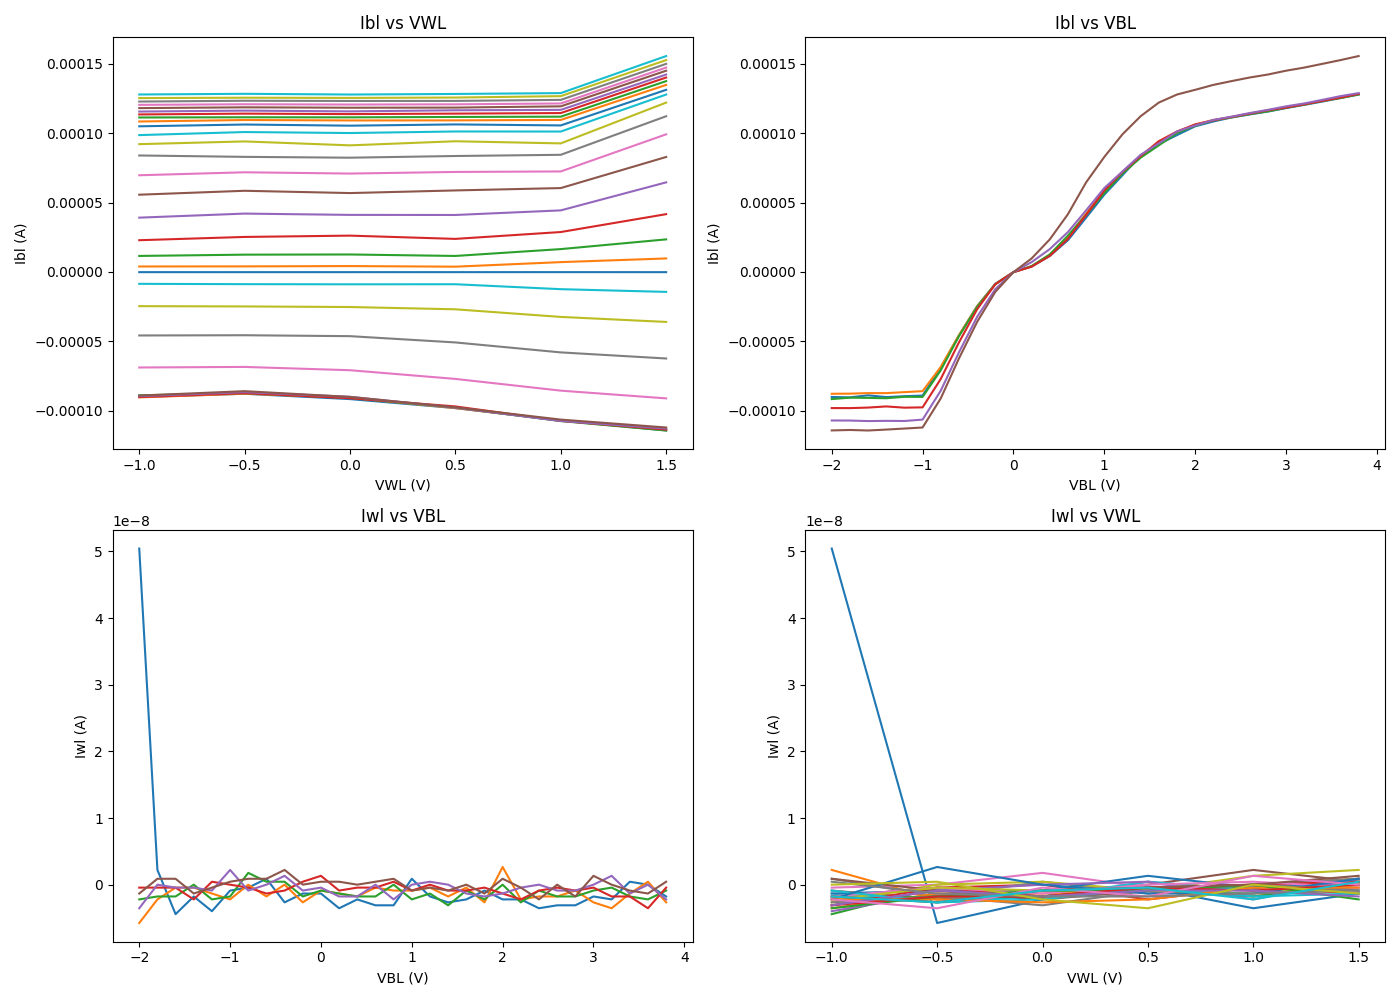 Ibl vs VWL
0.00015
0.00010
0.00005
0.00000
−0.00005
−0.00010
Ibl (A)
−1.0 −0.5 0.0 0.5 1.0 1.5
VWL (V)
Ibl vs VBL
0.00015
0.00010
0.00005
0.00000
−0.00005
−0.00010
Ibl (A)
−2 −1 0 1 2 3 4
VBL (V)
Iwl vs VBL
1e−8
5
4
3
2
1
0
Iwl (A)
−2 −1 0 1 2 3 4
VBL (V)
Iwl vs VWL
1e−8
5
4
3
2
1
0
Iwl (A)
−1.0 −0.5 0.0 0.5 1.0 1.5
VWL (V)